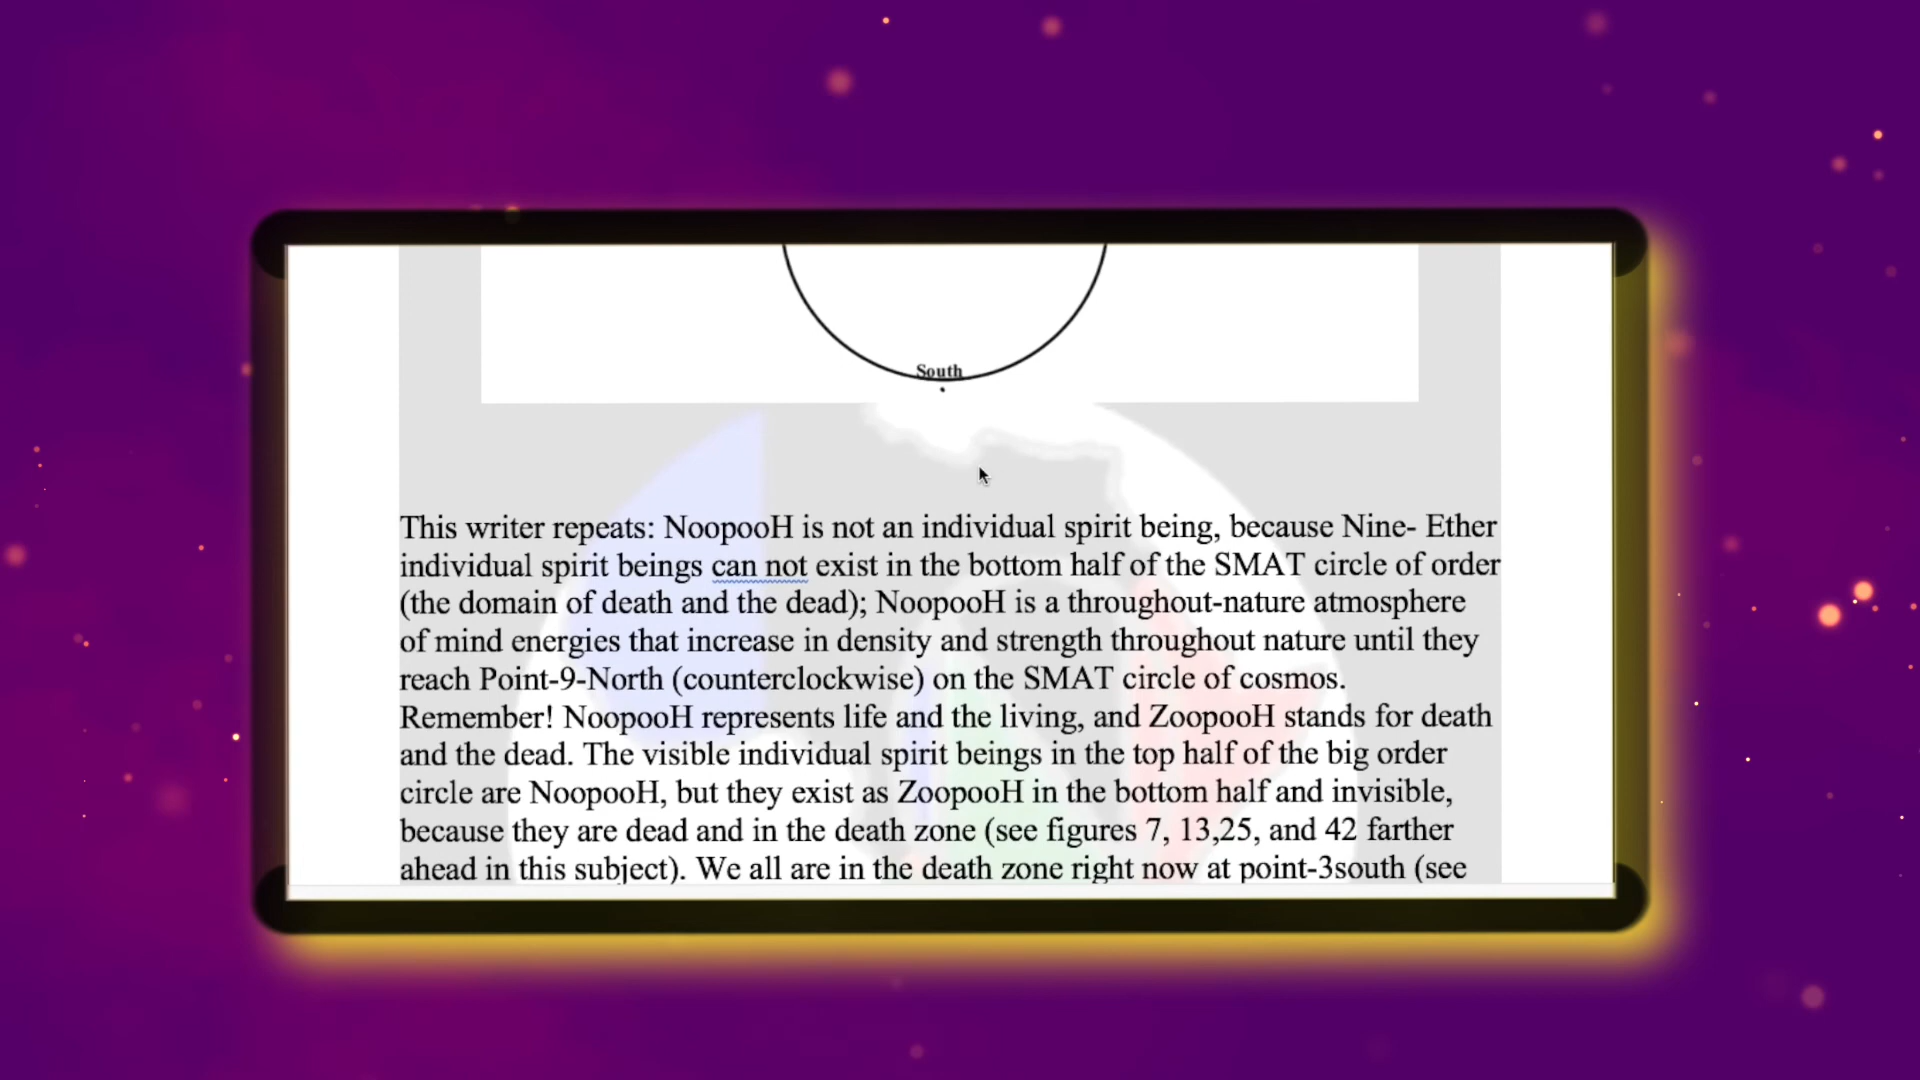 South
This writer repeats: NoopooH is not an individual spirit being, because Nine- Ether
individual spirit beings can not exist in the bottom half of the SMAT circle of order
(the domain of death and the dead); NoopooH is a throughout-nature atmosphere
of mind energies that increase in density and strength throughout nature until they
reach Point-9-North (counterclockwise) on the SMAT circle of cosmos.
Remember! NoopooH represents life and the living, and ZoopooH stands for death
and the dead. The visible individual spirit beings in the top half of the big order
circle are NoopooH, but they exist as ZoopooH in the bottom half and invisible,
because they are dead and in the death zone (see figures 7, 13,25, and 42 farther
ahead in this subject). We all are in the death zone right now at point-3south (see